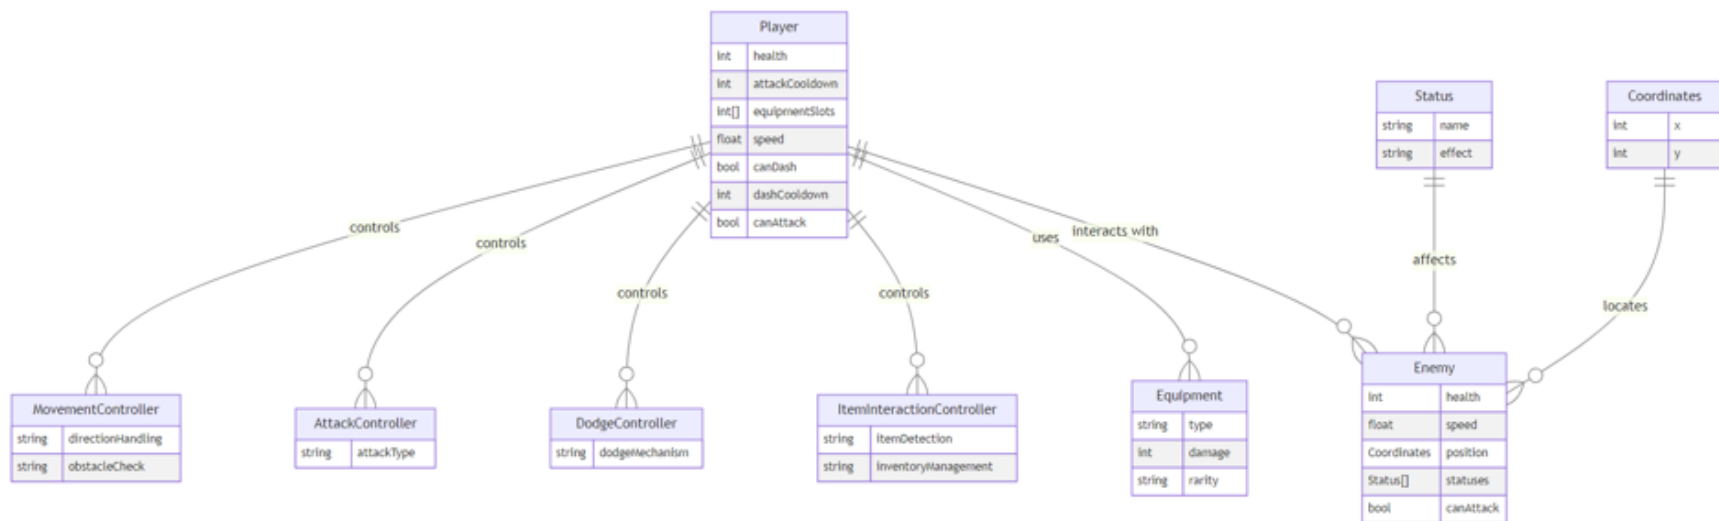 Player
int health
int attackCooldown
int[] equipmentSlots
float speed
bool canDash
int dashCooldown
bool canAttack
Status
string name
string effect
Coordinates
int x
int y
controls
controls
controls
controls
uses
interacts with
affects
locates
MovementController
string directionHandling
string obstacleCheck
AttackController
string attackType
DodgeController
string dodgeMechanism
ItemInteractionController
string itemDetection
string inventoryManagement
Equipment
string type
int damage
string rarity
Enemy
int health
float speed
Coordinates position
Status[] statuses
bool canAttack